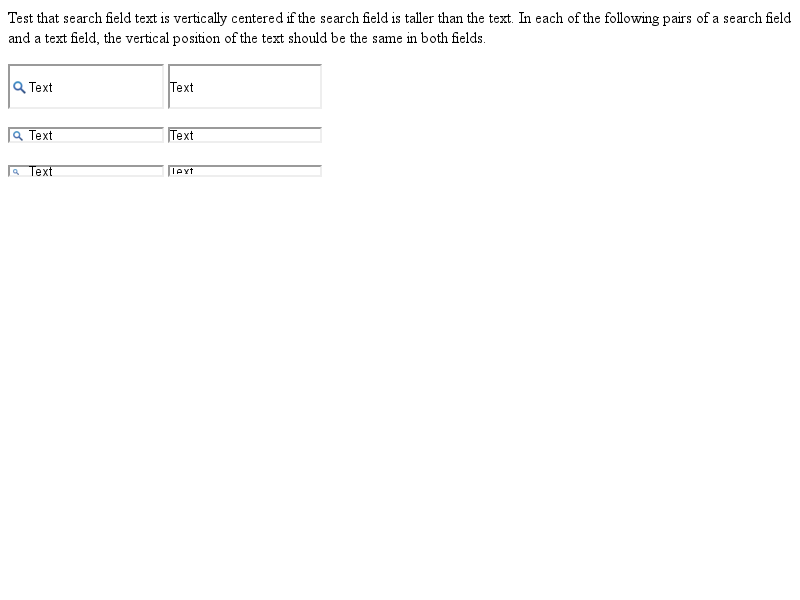 Test that search field text is vertically centered if the search field is taller than the text. In each of the following pairs of a search field
and a text field, the vertical position of the text should be the same in both fields.
Text Text
Text Text
Text Text